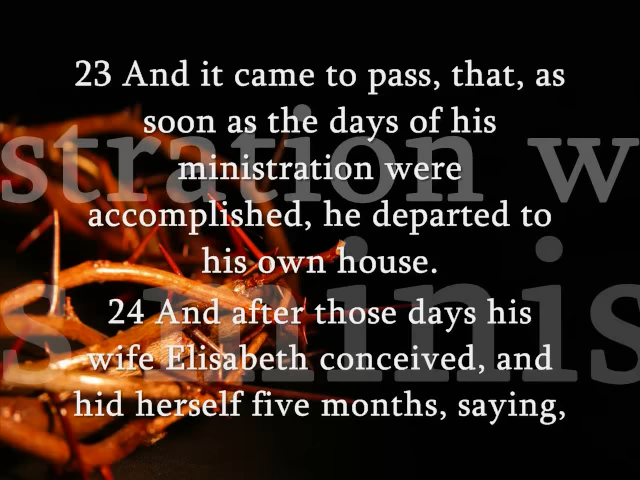 23 And it came to pass, that, as
soon as the days of his
ministration were
accomplished, he departed to
his own house.
24 And after those days his
wife Elisabeth conceived, and
hid herself five months, saying,
stration w
s minis